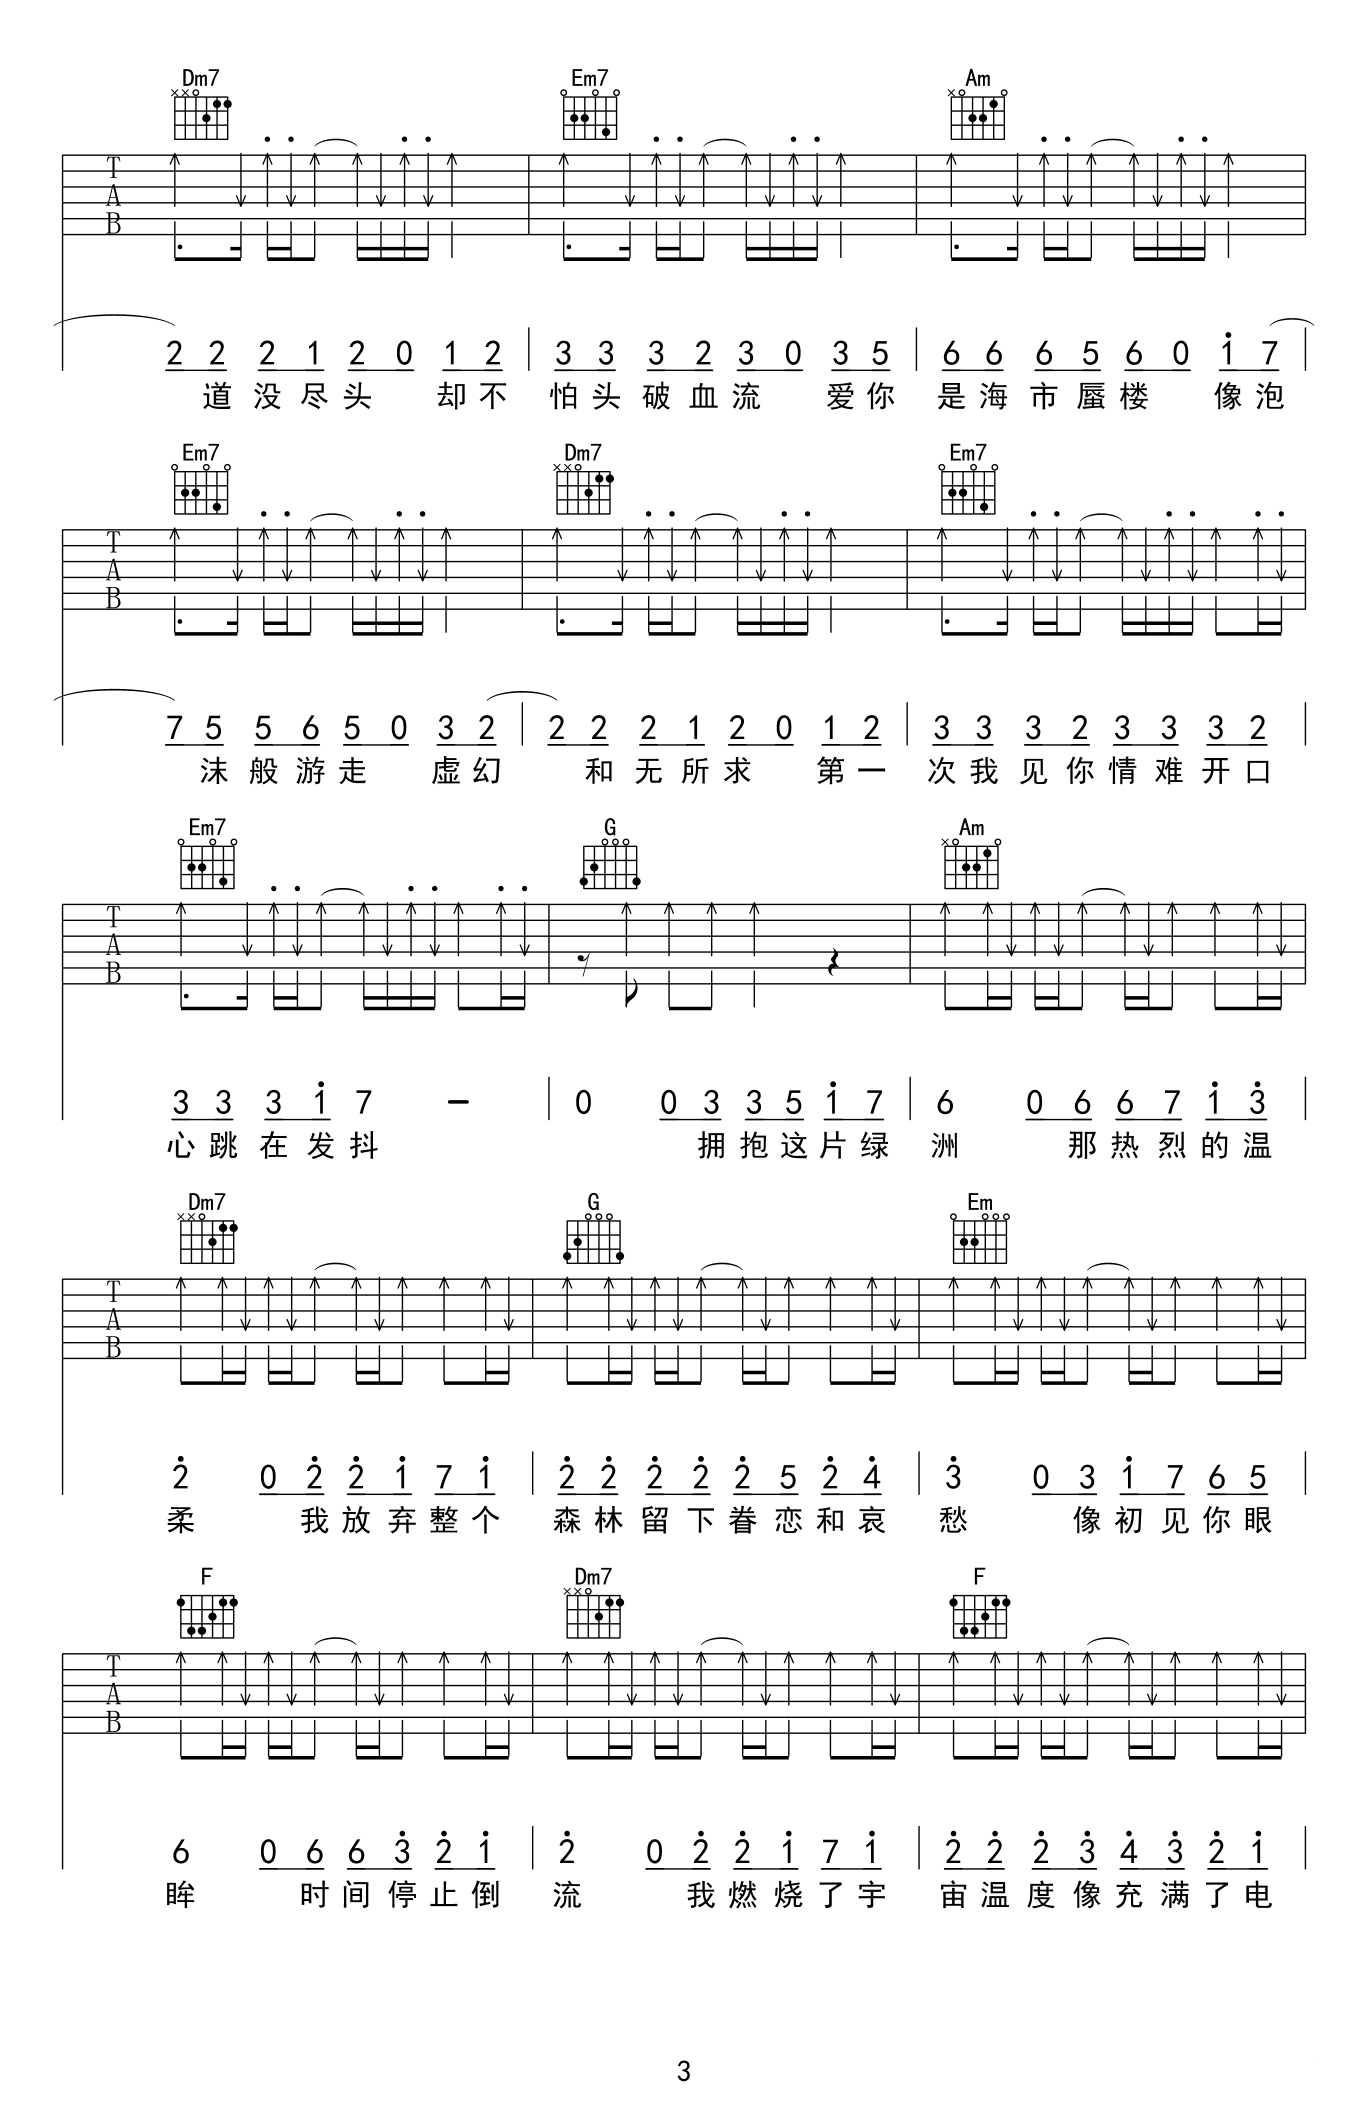 Dm7 Em7 Am
T
A
B
2 2 2 1 2 0 1 2 3 3 3 2 3 0 3 5 6 6 6 5 6 0 1̇ 7
道没尽头 却不 怕头破血流 爱你 是海市蜃楼 像泡
Em7 Dm7 Em7
T
A
B
7 5 5 6 5 0 3 2 2 2 2 1 2 0 1 2 3 3 3 2 3 3 3 2
沫般游走 虚幻 和无所求 第一 次我见你情难开口
Em7 G Am
T
A
B
3 3 3 1̇ 7 - 0 0 3 3 5 1̇ 7 6 0 6 6 7 1̇ 3̇
心跳在发抖 拥抱这片绿 洲 那热烈的温
Dm7 G Em
T
A
B
2̇ 0 2̇ 2̇ 1̇ 7 1̇ 2̇ 2̇ 2̇ 2̇ 2̇ 5 2̇ 4̇ 3̇ 0 3 1̇ 7 6 5
柔 我放弃整个 森林留下眷恋和哀 愁 像初见你眼
F Dm7 F
T
A
B
6 0 6 6 3̇ 2̇ 1̇ 2̇ 0 2̇ 2̇ 1̇ 7 1̇ 2̇ 2̇ 2̇ 3̇ 4̇ 3̇ 2̇ 1̇
眸 时间停止倒 流 我燃烧了宇 宙温度像充满了电
3